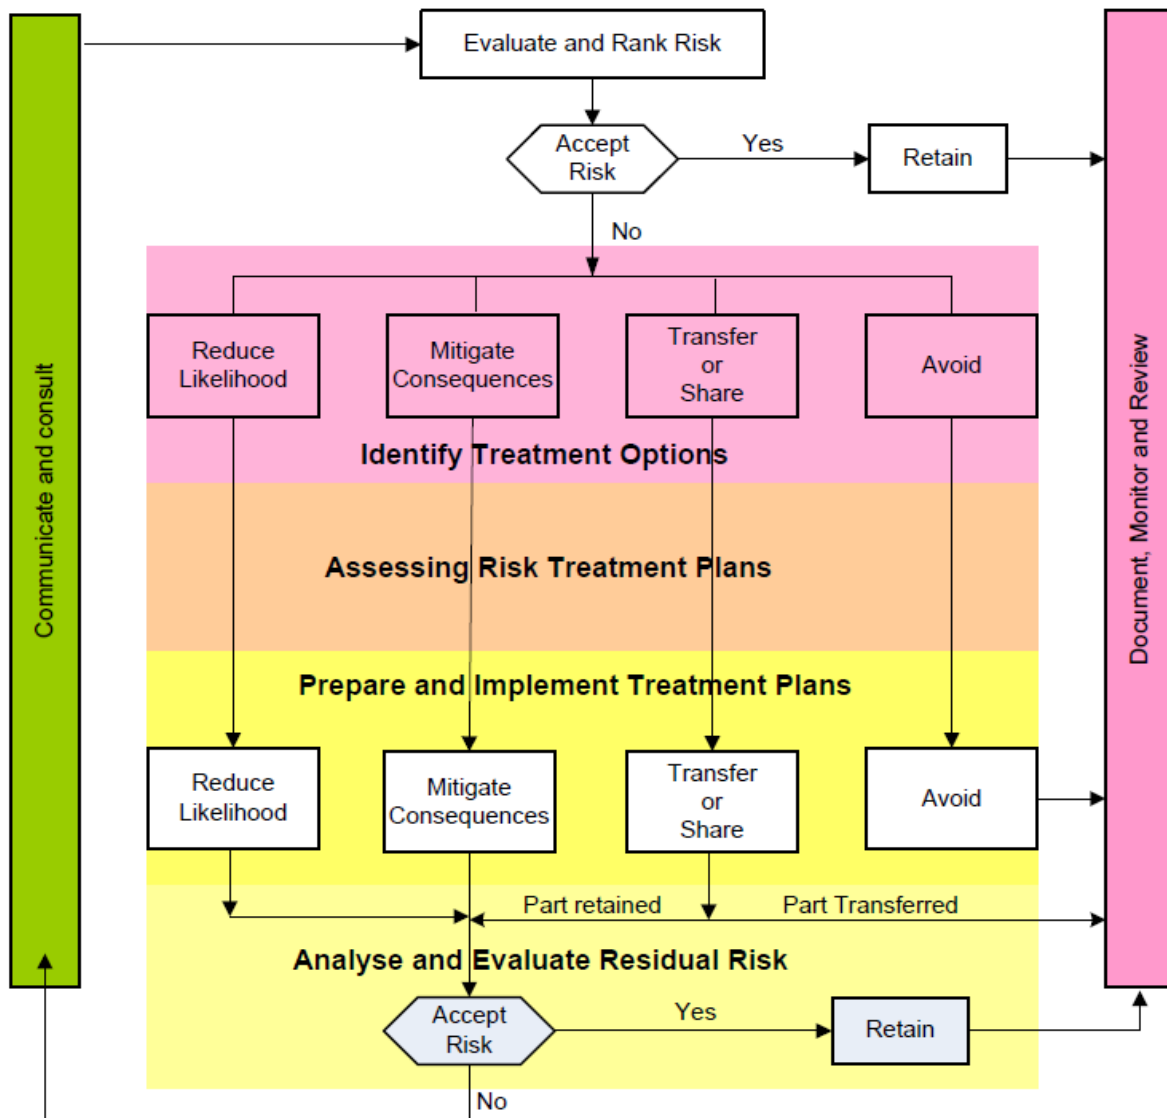 Communicate and consult
Evaluate and Rank Risk
Accept
Risk
Yes
Retain
No
Reduce
Likelihood
Mitigate
Consequences
Transfer
or
Share
Avoid
Identify Treatment Options
Assessing Risk Treatment Plans
Prepare and Implement Treatment Plans
Reduce
Likelihood
Mitigate
Consequences
Transfer
or
Share
Avoid
Part retained
Part Transferred
Analyse and Evaluate Residual Risk
Accept
Risk
Yes
Retain
No
Document, Monitor and Review